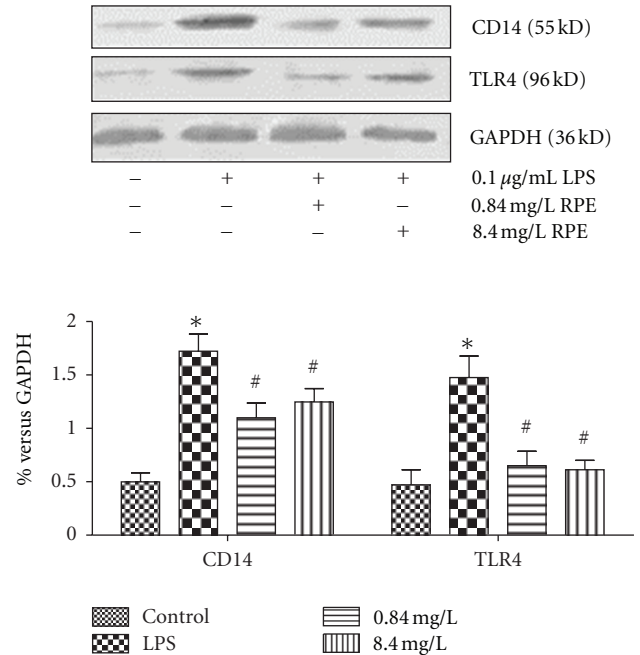 CD14 (55 kD)
TLR4 (96 kD)
GAPDH (36 kD)
– + + + 0.1 μg/mL LPS
– – + – 0.84 mg/L RPE
– – – + 8.4 mg/L RPE
% versus GAPDH
2
1.5
1
0.5
0
* # #
* # #
CD14 TLR4
Control 0.84 mg/L
LPS 8.4 mg/L